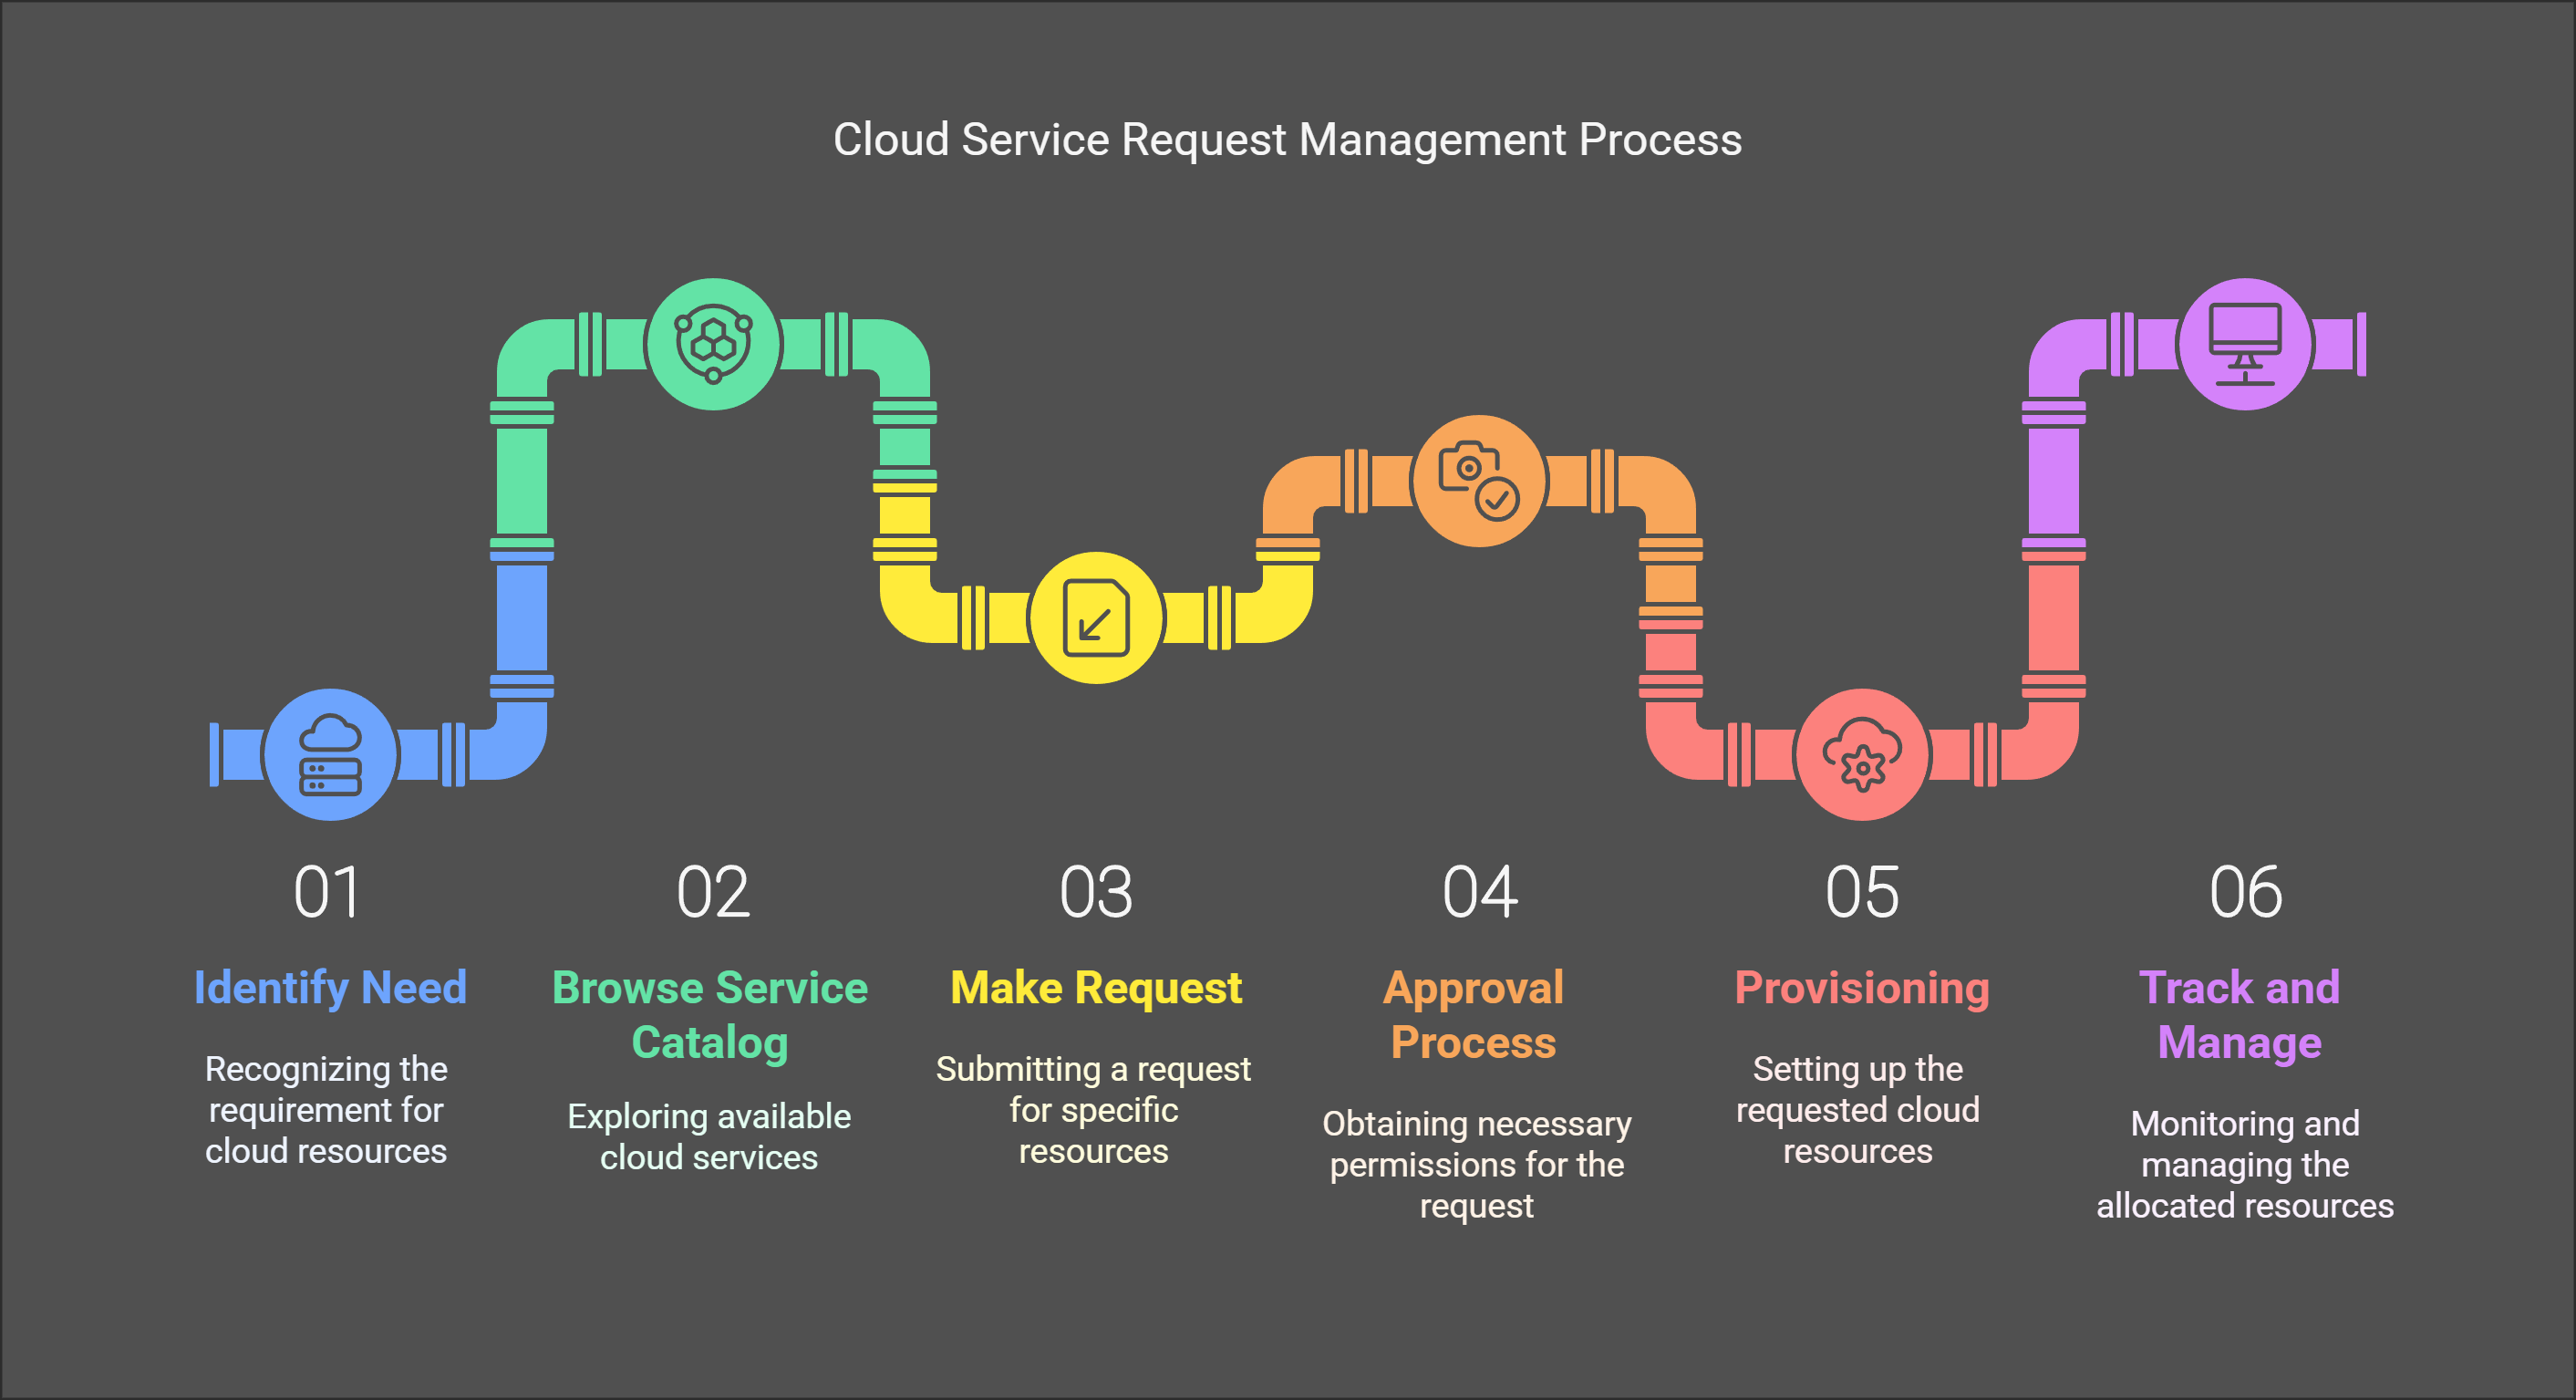 Cloud Service Request Management Process
01
Identify Need
Recognizing the
requirement for
cloud resources
02
Browse Service
Catalog
Exploring available
cloud services
03
Make Request
Submitting a request
for specific
resources
04
Approval
Process
Obtaining necessary
permissions for the
request
05
Provisioning
Setting up the
requested cloud
resources
06
Track and
Manage
Monitoring and
managing the
allocated resources